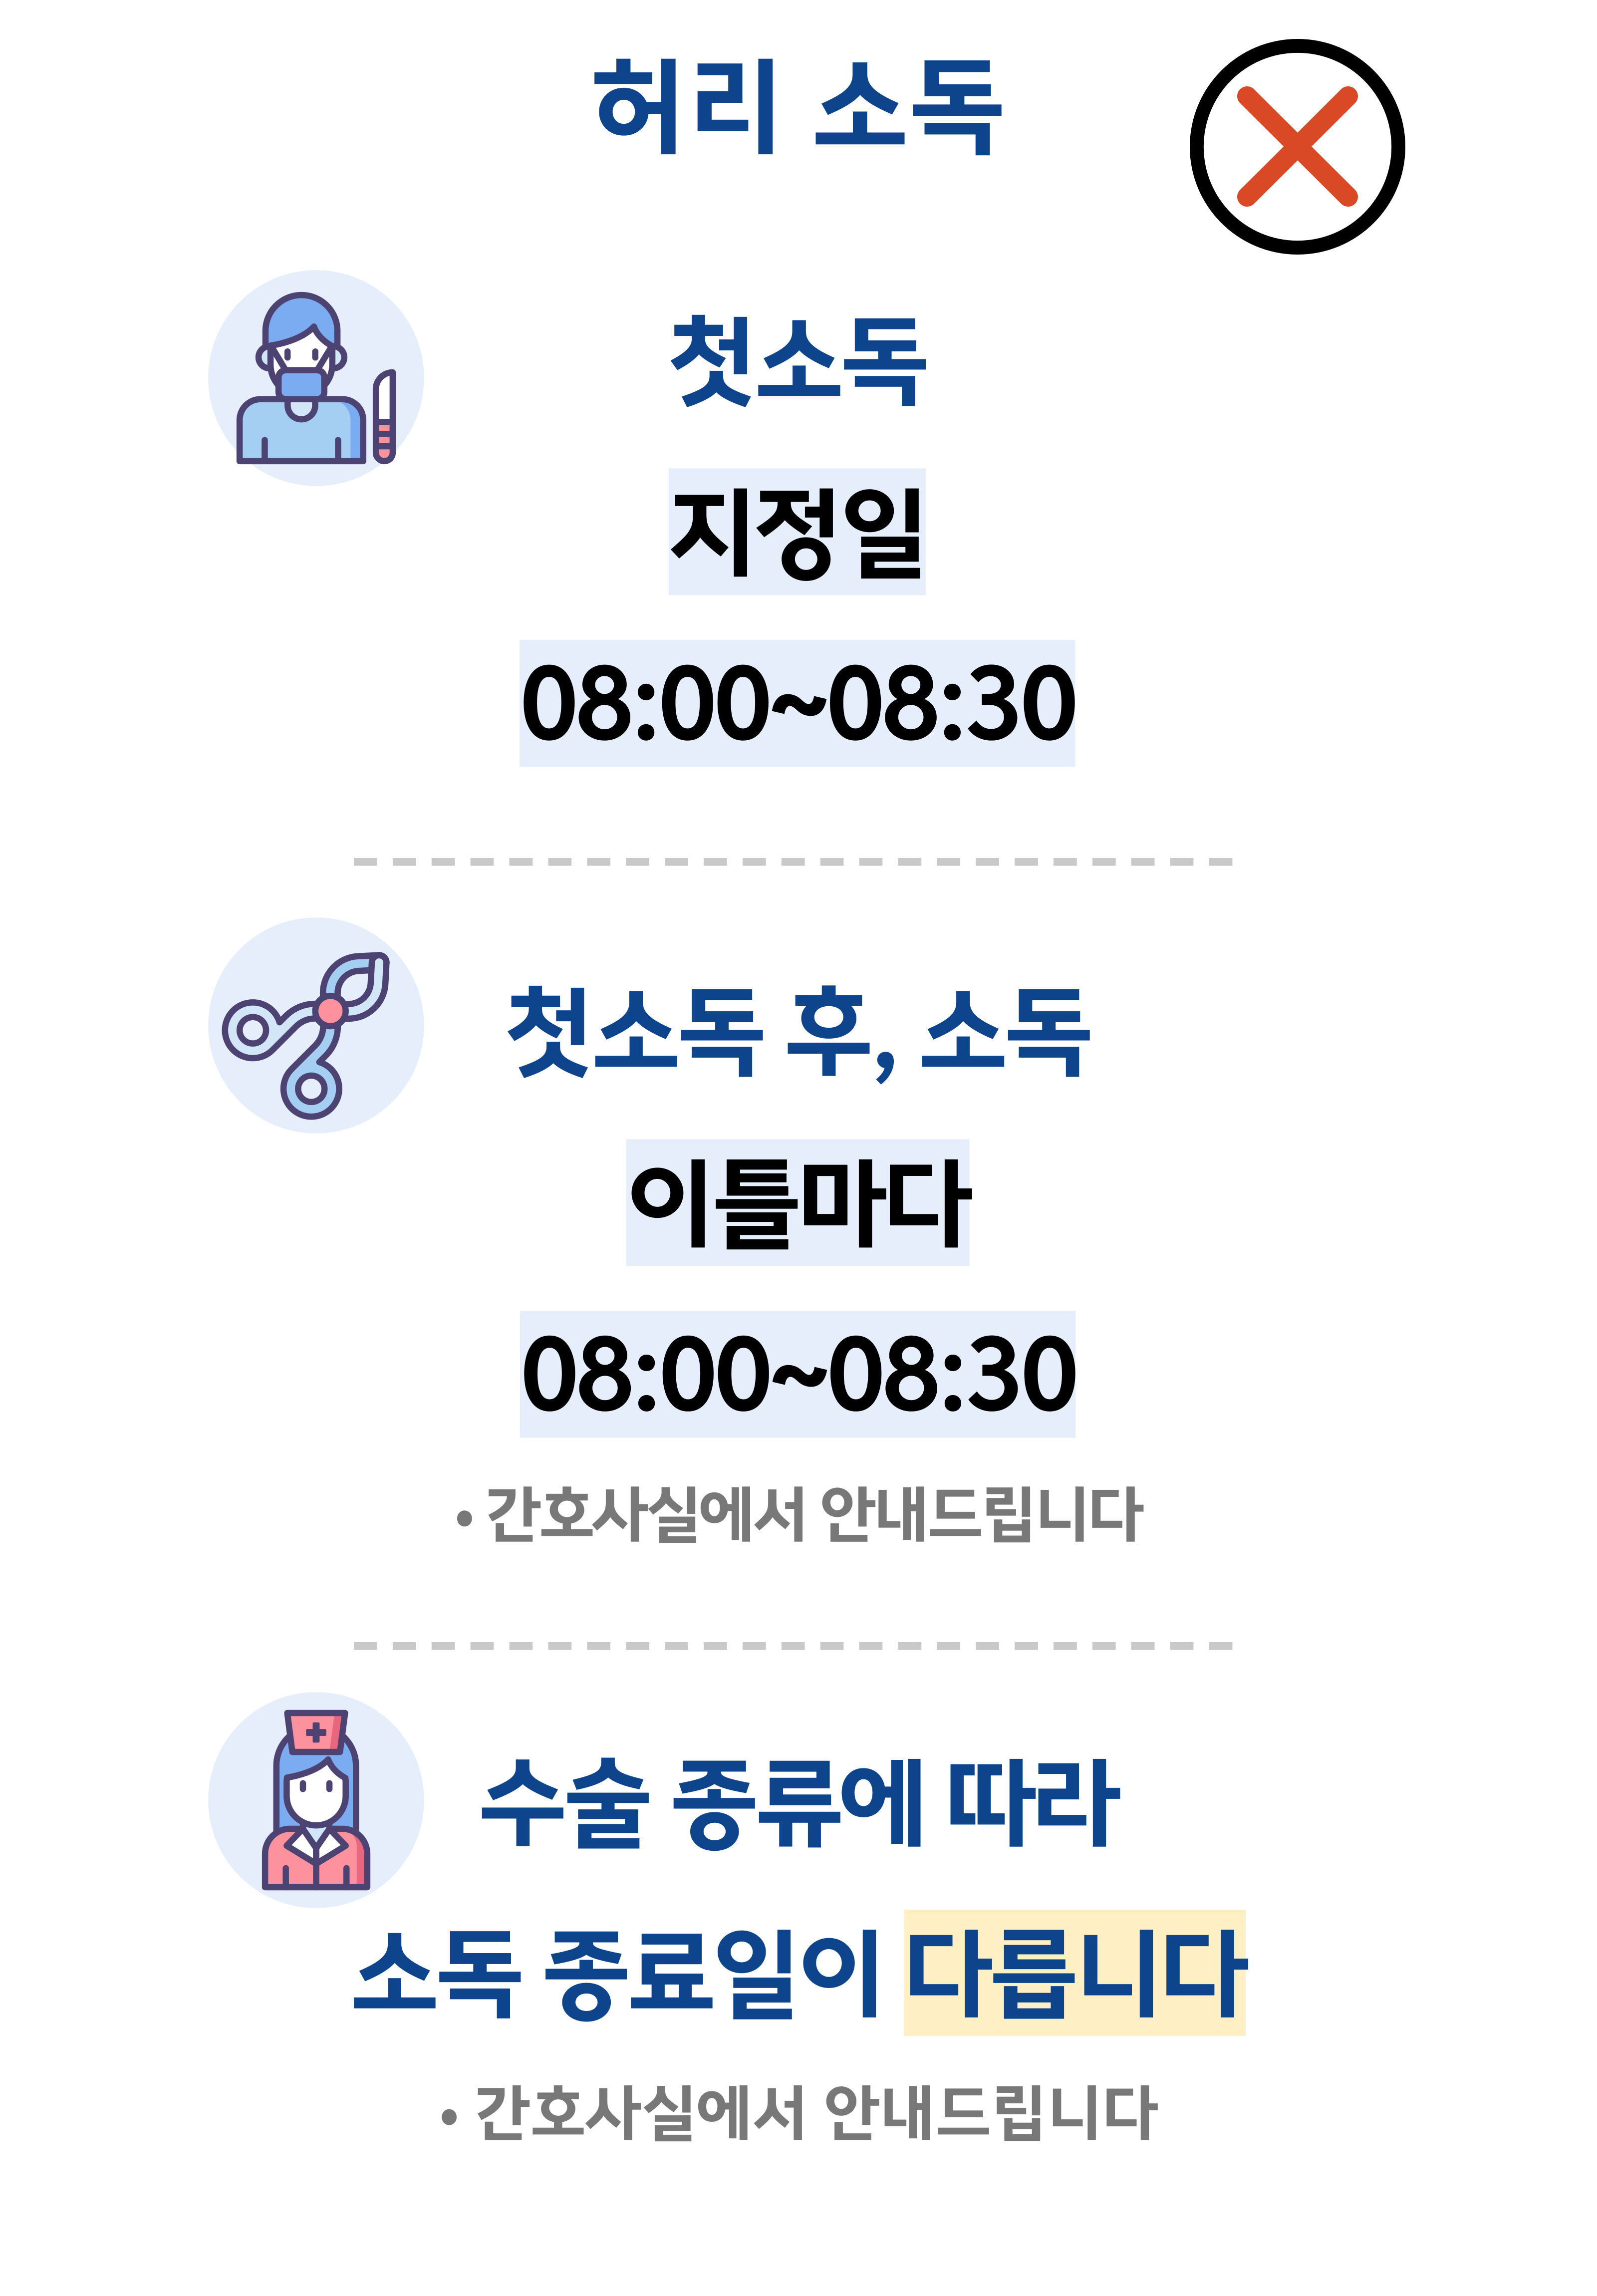 허리 소독
첫소독
지정일
08:00~08:30
첫소독 후, 소독
이틀마다
08:00~08:30
• 간호사실에서 안내드립니다
수술 종류에 따라
소독 종료일이 다릅니다
• 간호사실에서 안내드립니다